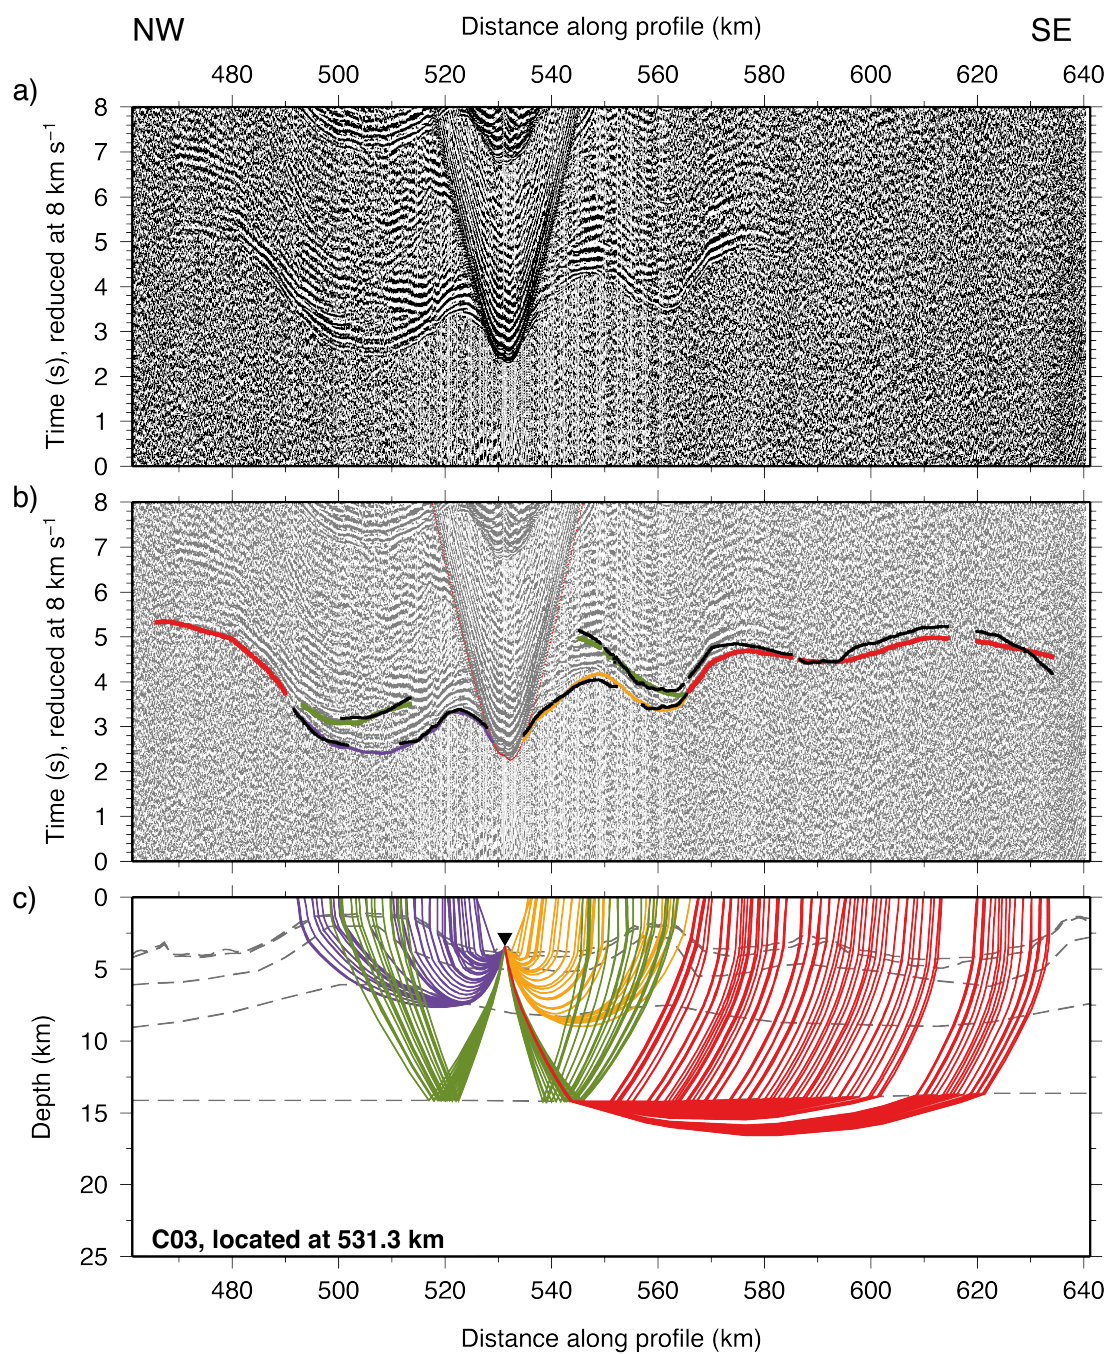 NW Distance along profile (km) SE
480 500 520 540 560 580 600 620 640
a)
8
7
6
5
4
3
2
1
0
Time (s), reduced at 8 km s⁻¹
b)
8
7
6
5
4
3
2
1
0
Time (s), reduced at 8 km s⁻¹
c)
0
5
10
15
20
25
Depth (km)
C03, located at 531.3 km
480 500 520 540 560 580 600 620 640
Distance along profile (km)